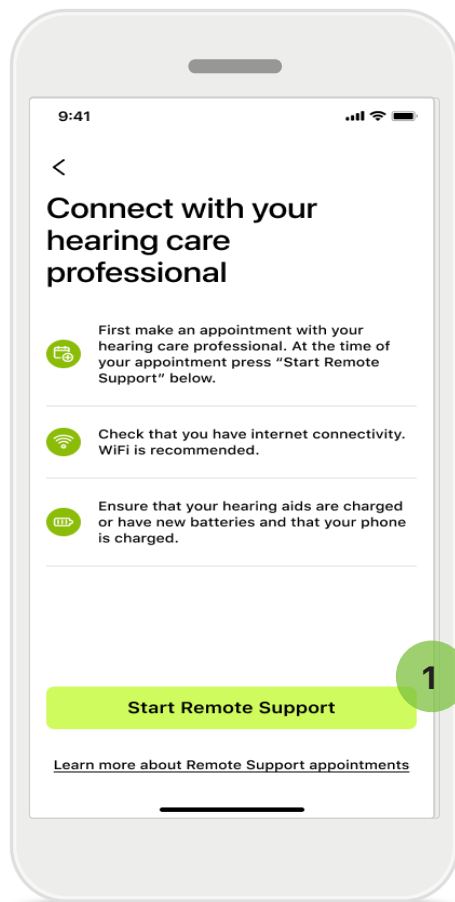 9:41
Connect with your
hearing care
professional
First make an appointment with your
hearing care professional. At the time of
your appointment press “Start Remote
Support” below.
Check that you have internet connectivity.
WiFi is recommended.
Ensure that your hearing aids are charged
or have new batteries and that your phone
is charged.
1
Start Remote Support
Learn more about Remote Support appointments